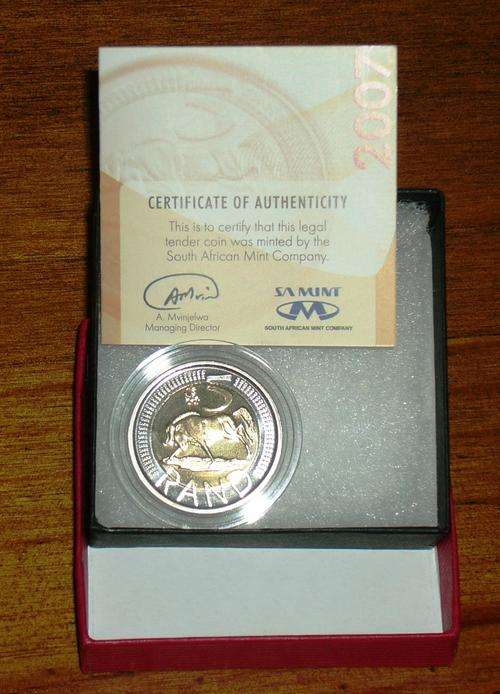 2007
CERTIFICATE OF AUTHENTICITY
This is to certify that this legal
tender coin was minted by the
South African Mint Company.
A. Mvinjelwa
Managing Director
SA MINT
SOUTH AFRICAN MINT COMPANY
RAND